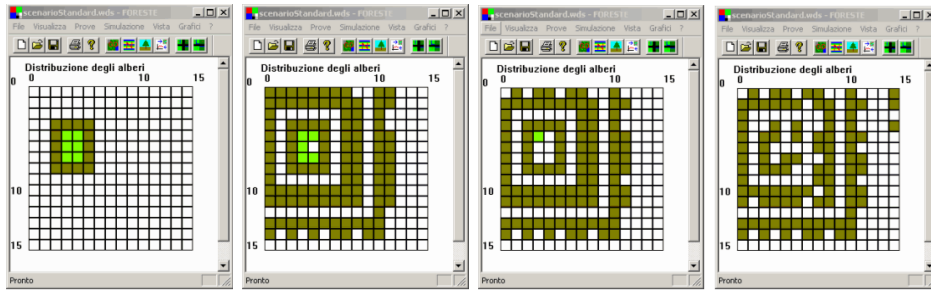 scenarioStandard.wds - FORESTE
File Visualizza Prove Simulazione Vista Grafici ?
Distribuzione degli alberi
0 10 15
0
10
15
Pronto
scenarioStandard.wds - FORESTE
File Visualizza Prove Simulazione Vista Grafici ?
Distribuzione degli alberi
0 10 15
0
10
15
Pronto
scenarioStandard.wds - FORESTE
File Visualizza Prove Simulazione Vista Grafici ?
Distribuzione degli alberi
0 10 15
0
10
15
Pronto
scenarioStandard.wds - FORESTE
File Visualizza Prove Simulazione Vista Grafici ?
Distribuzione degli alberi
0 10 15
0
10
15
Pronto